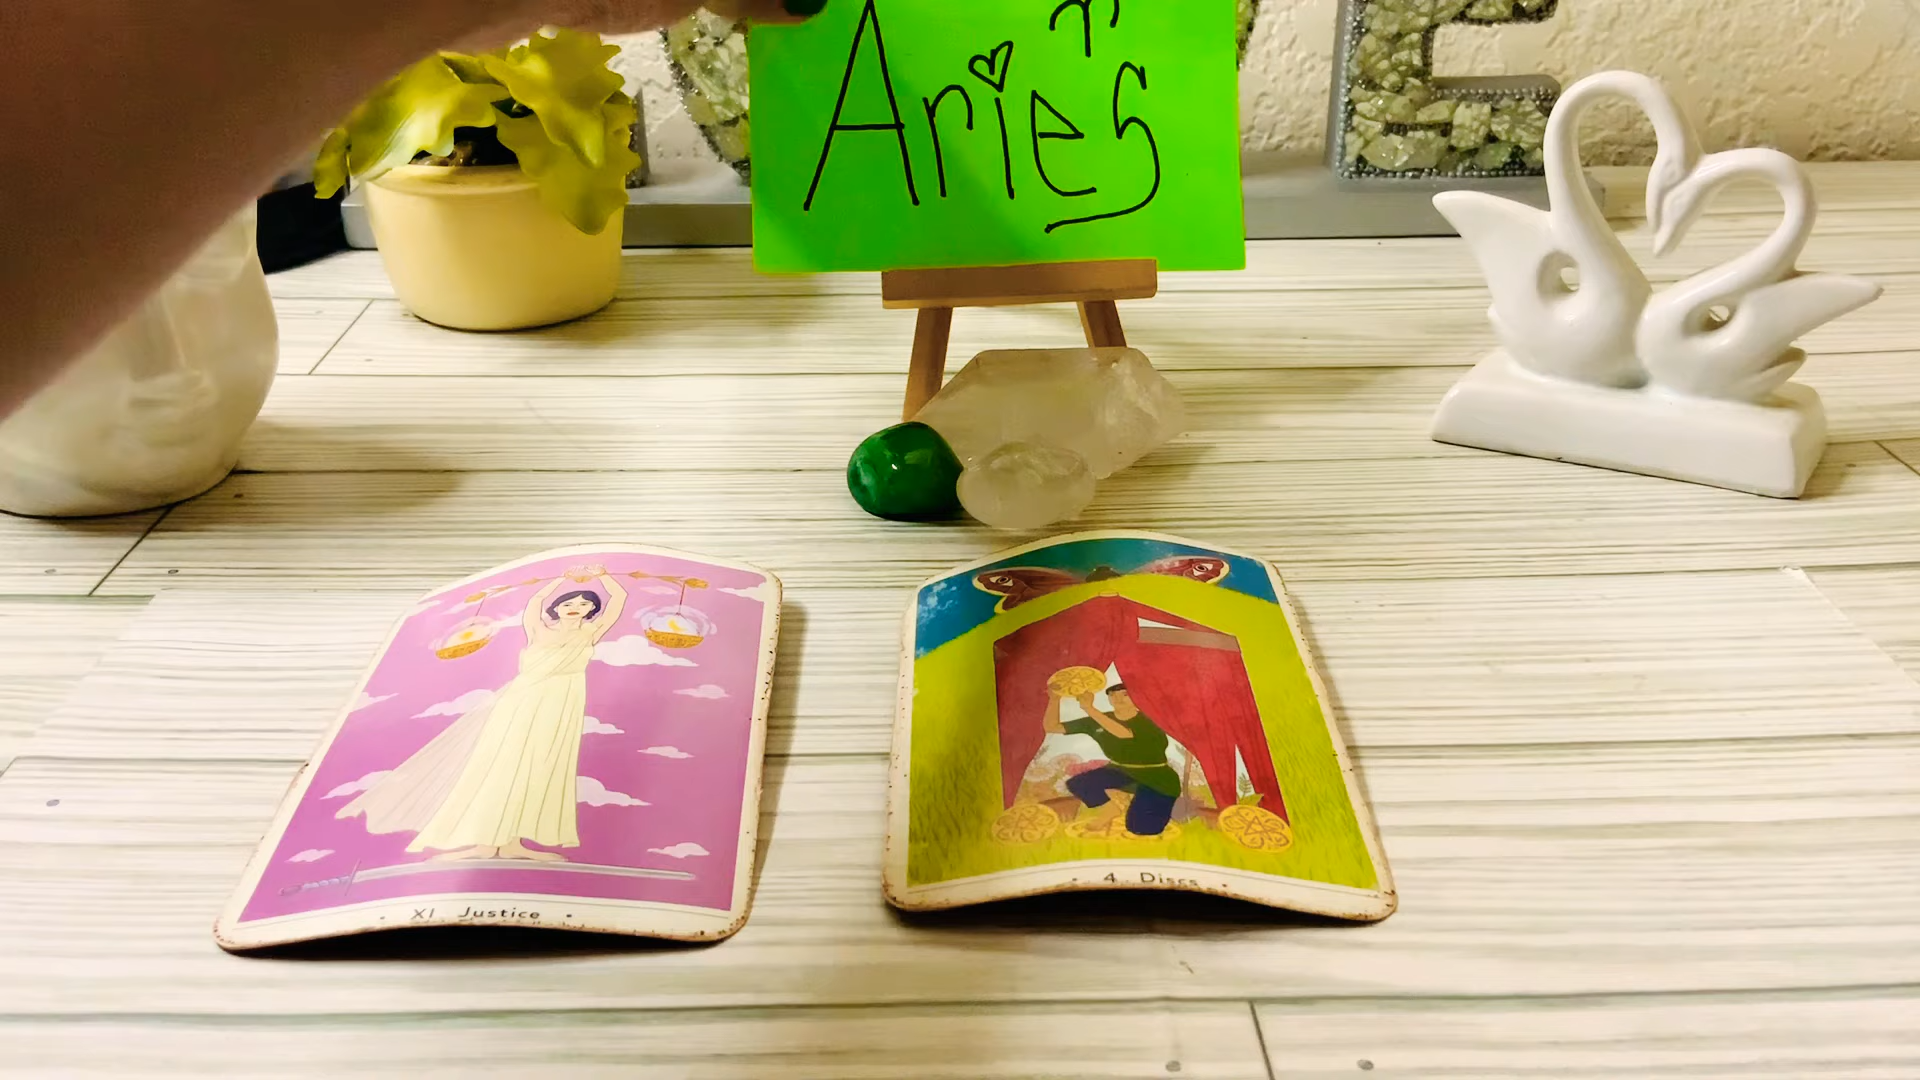 E
Aries
• XI Justice •
• 4 Discs •